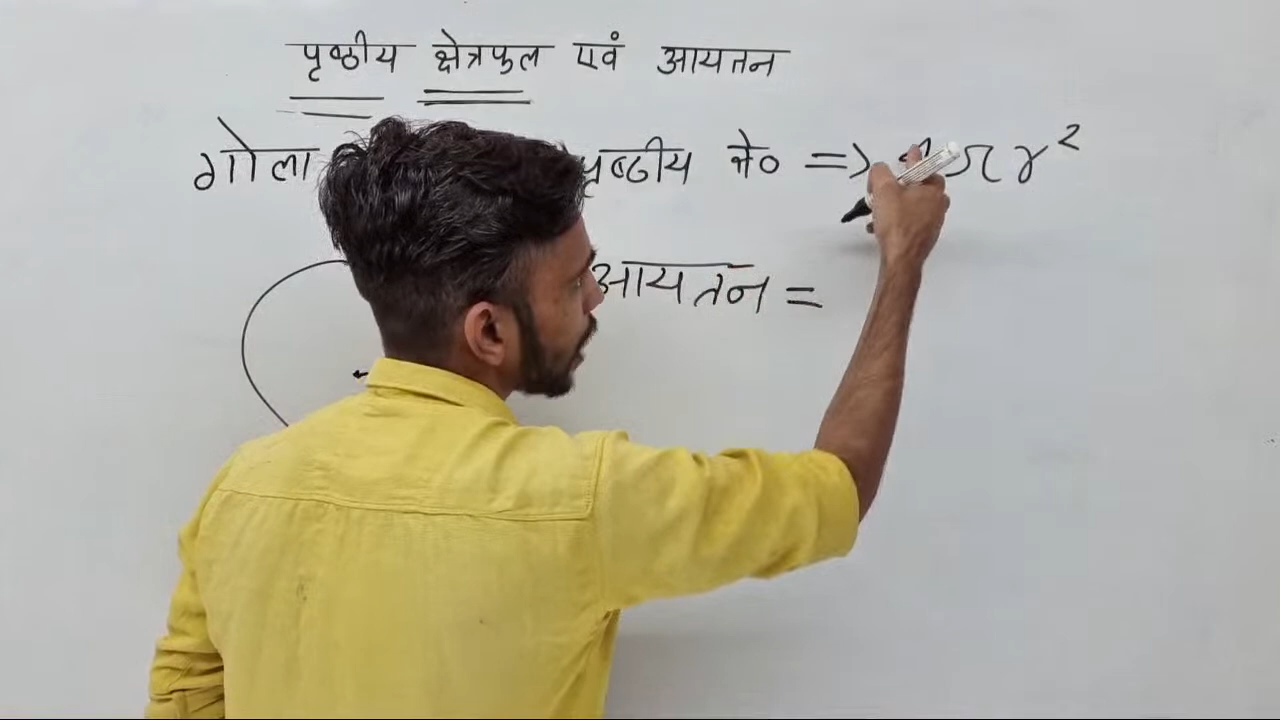 पृष्ठीय क्षेत्रफल एवं आयतन
गोला पृष्ठीय क्षे० => 4πr²
आयतन =